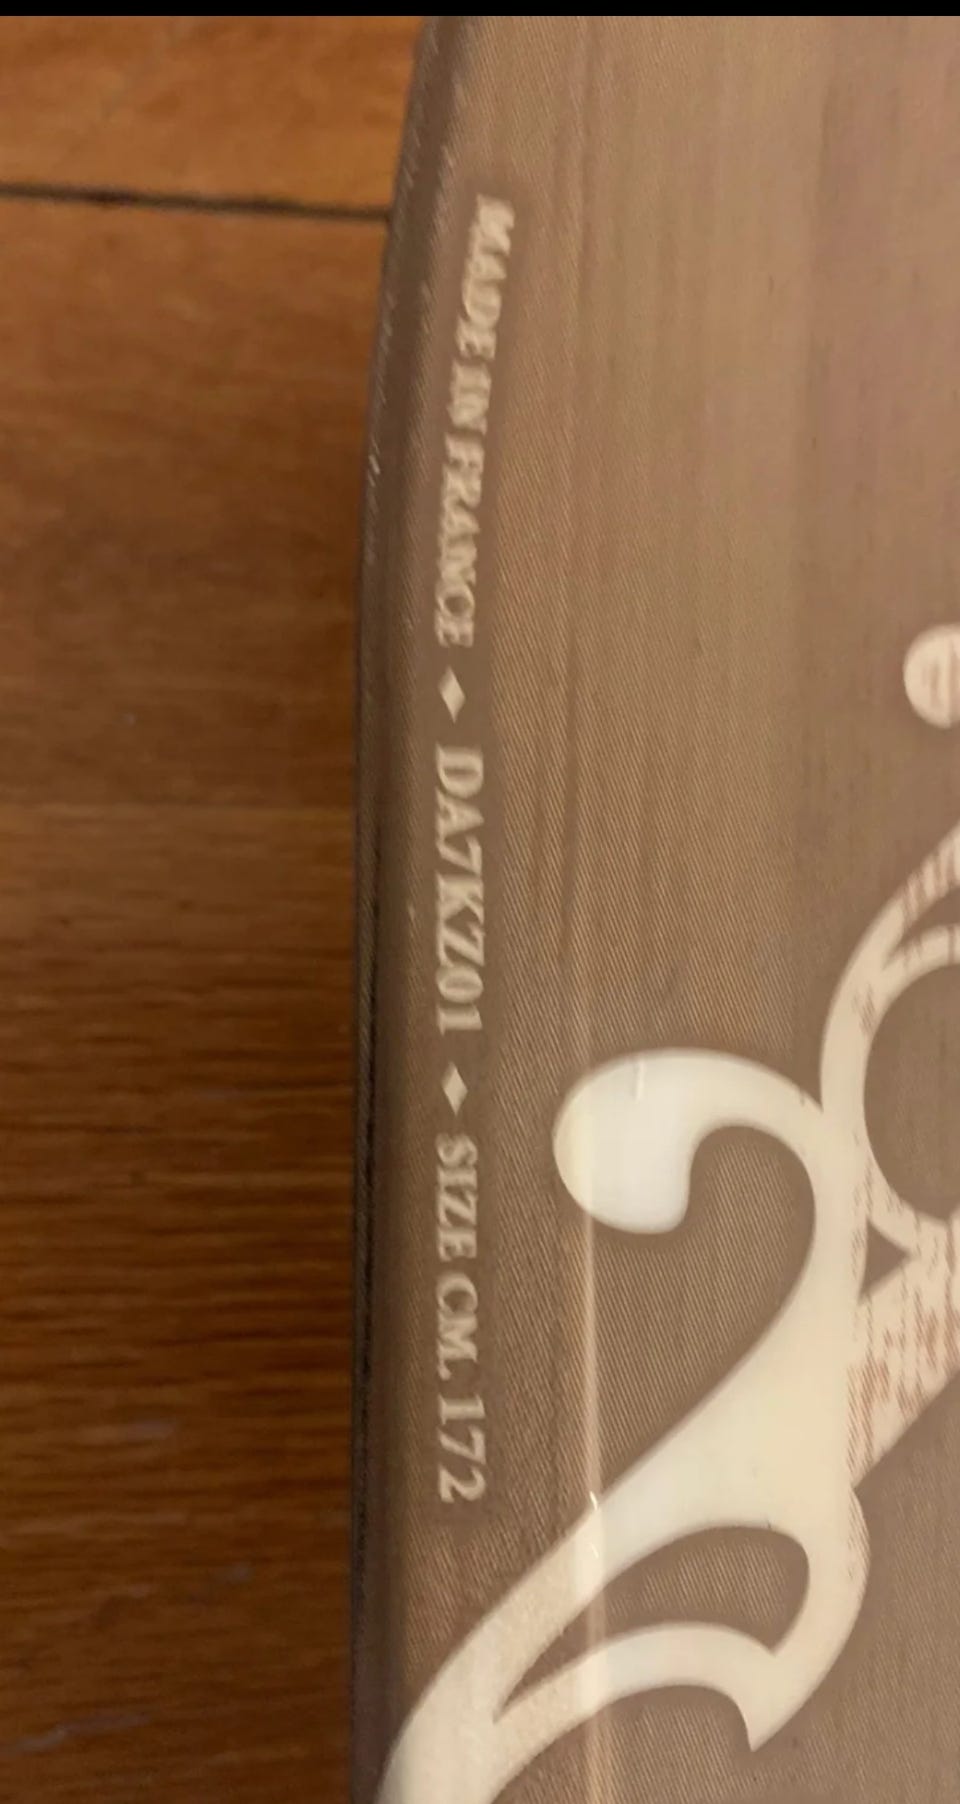 MADE IN FRANCE ♦ DA7KZ01 ♦ SIZE CM. 172